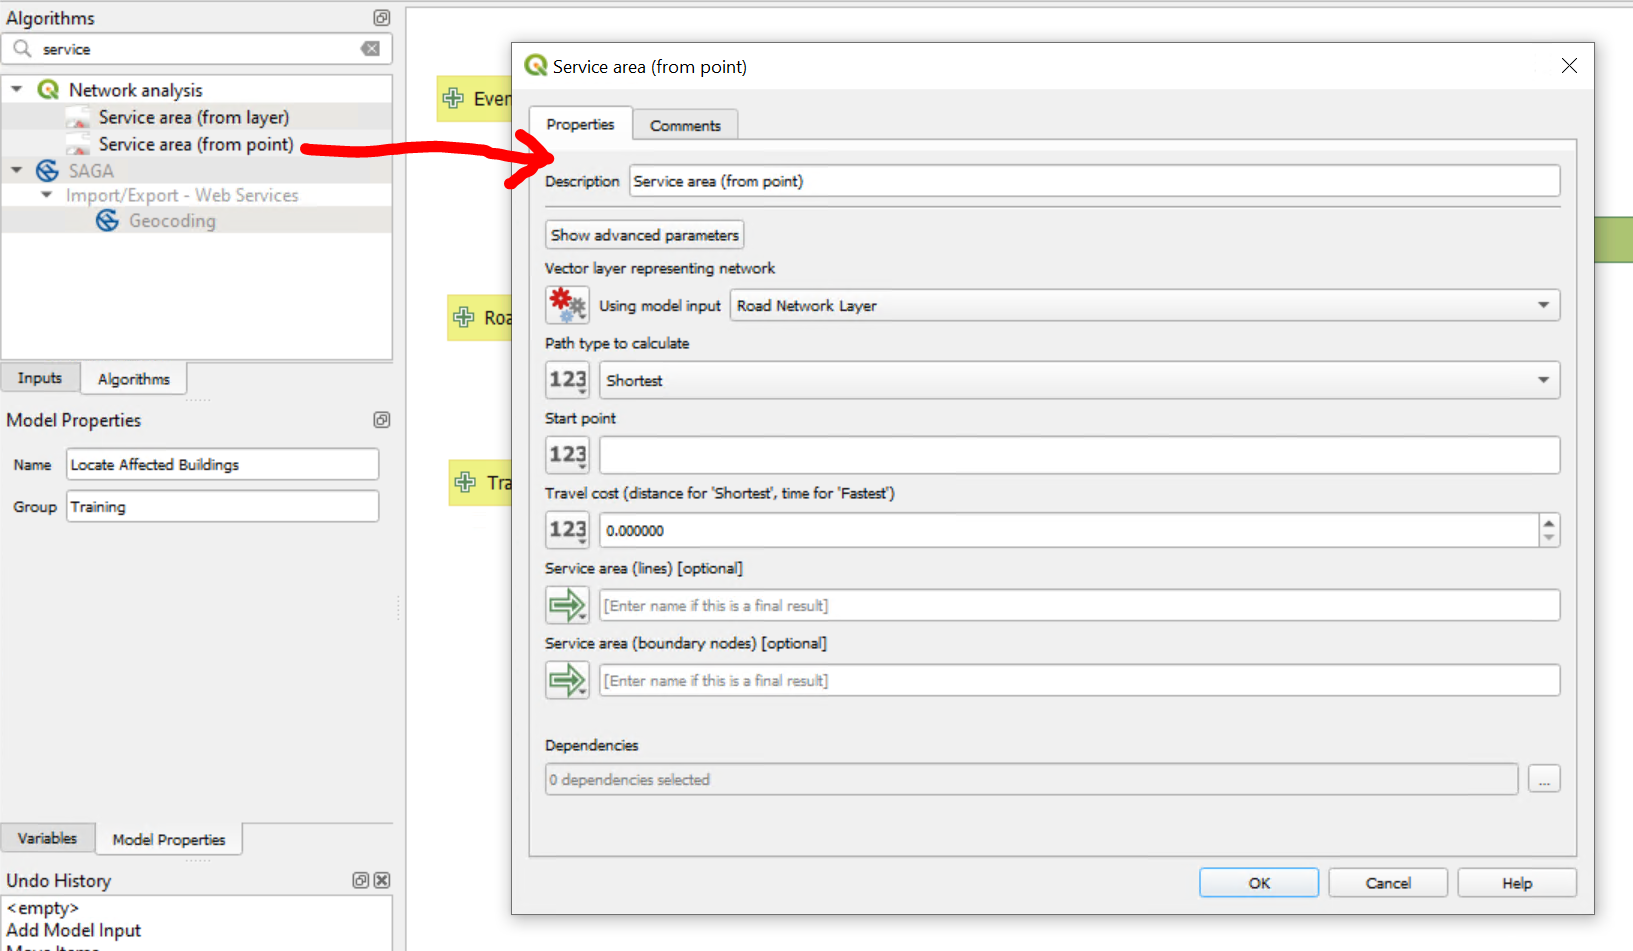 Algorithms
service
Network analysis
Service area (from layer)
Service area (from point)
SAGA
Import/Export - Web Services
Geocoding
Inputs
Algorithms
Model Properties
Name
Locate Affected Buildings
Group
Training
Variables
Model Properties
Undo History
<empty>
Add Model Input
Move Items
Even
Roa
Tra
Service area (from point)
Properties
Comments
Description
Service area (from point)
Show advanced parameters
Vector layer representing network
Using model input
Road Network Layer
Path type to calculate
123
Shortest
Start point
123
Travel cost (distance for 'Shortest', time for 'Fastest')
123
0.000000
Service area (lines) [optional]
[Enter name if this is a final result]
Service area (boundary nodes) [optional]
[Enter name if this is a final result]
Dependencies
0 dependencies selected
...
OK
Cancel
Help